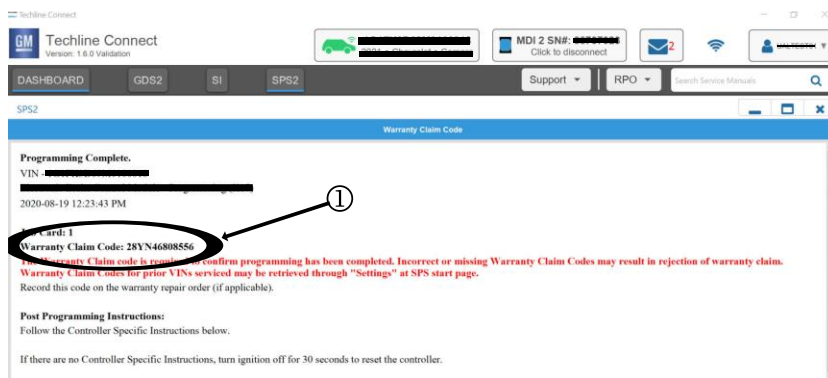 Techline Connect
GM
Techline Connect
Version: 1.6.0 Validation
2021 • Chevrolet • Camaro
MDI 2 SN#:
Click to disconnect
2
DASHBOARD GDS2 SI SPS2 Support RPO Search Service Manuals
SPS2
Warranty Claim Code
Programming Complete.
VIN -
2020-08-19 12:23:43 PM
①
Card: 1
Warranty Claim Code: 28YN46808556
The Warranty Claim code is required to confirm programming has been completed. Incorrect or missing Warranty Claim Codes may result in rejection of warranty claim.
Warranty Claim Codes for prior VINs serviced may be retrieved through "Settings" at SPS start page.
Record this code on the warranty repair order (if applicable).
Post Programming Instructions:
Follow the Controller Specific Instructions below.
If there are no Controller Specific Instructions, turn ignition off for 30 seconds to reset the controller.